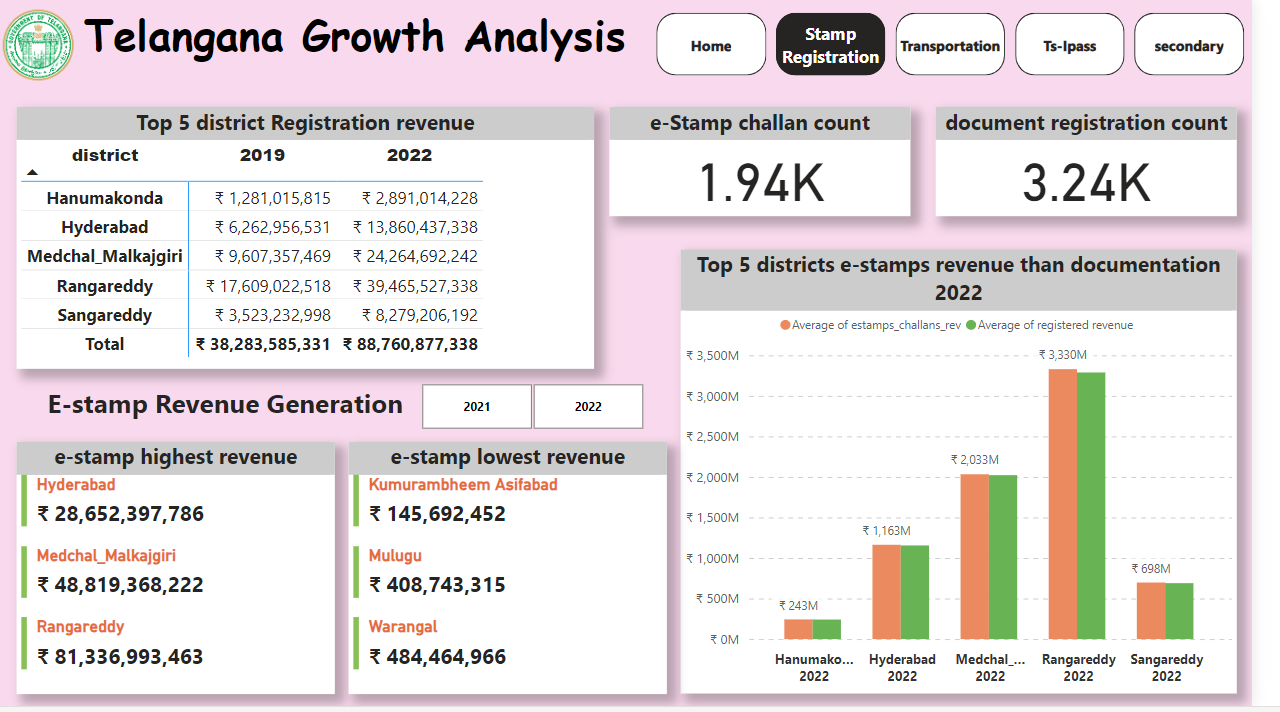 Telangana Growth Analysis
Home
Stamp
Registration
Transportation
Ts-Ipass
secondary
Top 5 district Registration revenue
district 2019 2022
Hanumakonda ₹ 1,281,015,815 ₹ 2,891,014,228
Hyderabad ₹ 6,262,956,531 ₹ 13,860,437,338
Medchal_Malkajgiri ₹ 9,607,357,469 ₹ 24,264,692,242
Rangareddy ₹ 17,609,022,518 ₹ 39,465,527,338
Sangareddy ₹ 3,523,232,998 ₹ 8,279,206,192
Total ₹ 38,283,585,331 ₹ 88,760,877,338
e-Stamp challan count
1.94K
document registration count
3.24K
E-stamp Revenue Generation
2021
2022
e-stamp highest revenue
Hyderabad
₹ 28,652,397,786
Medchal_Malkajgiri
₹ 48,819,368,222
Rangareddy
₹ 81,336,993,463
e-stamp lowest revenue
Kumurambheem Asifabad
₹ 145,692,452
Mulugu
₹ 408,743,315
Warangal
₹ 484,464,966
Top 5 districts e-stamps revenue than documentation
2022
Average of estamps_challans_rev Average of registered revenue
₹ 3,500M
₹ 3,000M
₹ 2,500M
₹ 2,000M
₹ 1,500M
₹ 1,000M
₹ 500M
₹ 0M
₹ 243M
₹ 1,163M
₹ 2,033M
₹ 3,330M
₹ 698M
Hanumako... Hyderabad Medchal_... Rangareddy Sangareddy
2022 2022 2022 2022 2022